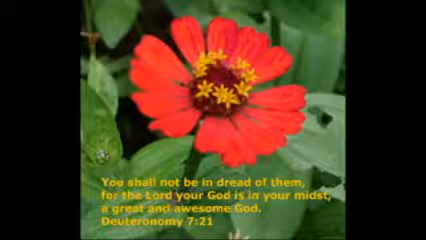 You shall not be in dread of them,
for the Lord your God is in your midst,
a great and awesome God.
Deuteronomy 7:21